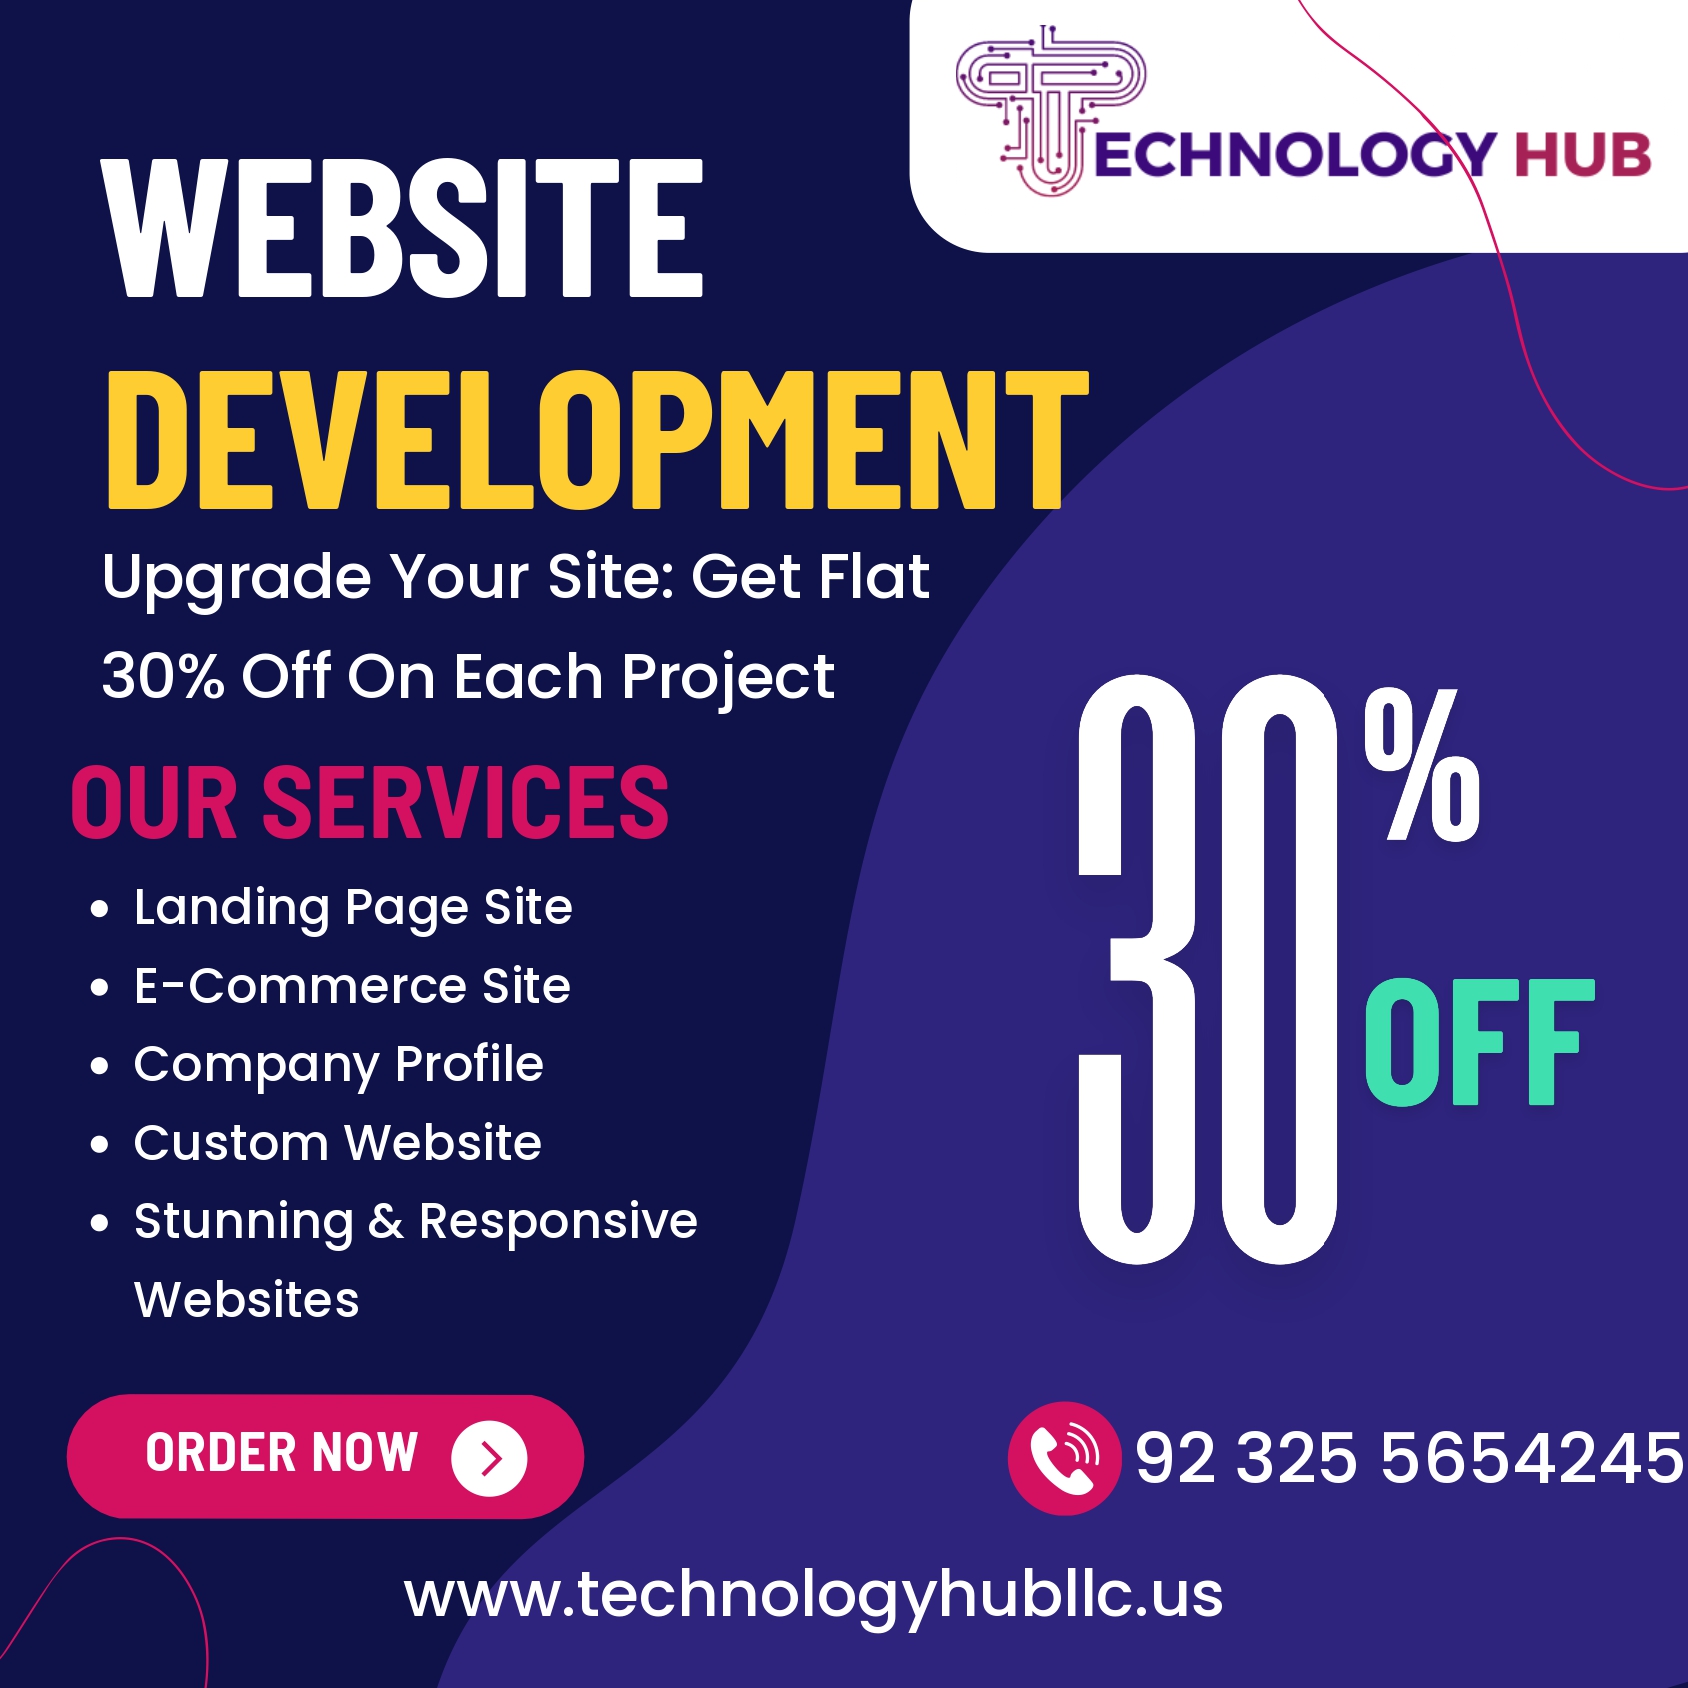 TECHNOLOGY HUB
WEBSITE
DEVELOPMENT
Upgrade Your Site: Get Flat
30% Off On Each Project
OUR SERVICES
• Landing Page Site
• E-Commerce Site
• Company Profile
• Custom Website
• Stunning & Responsive
Websites
30%
OFF
ORDER NOW
92 325 5654245
www.technologyhubllc.us